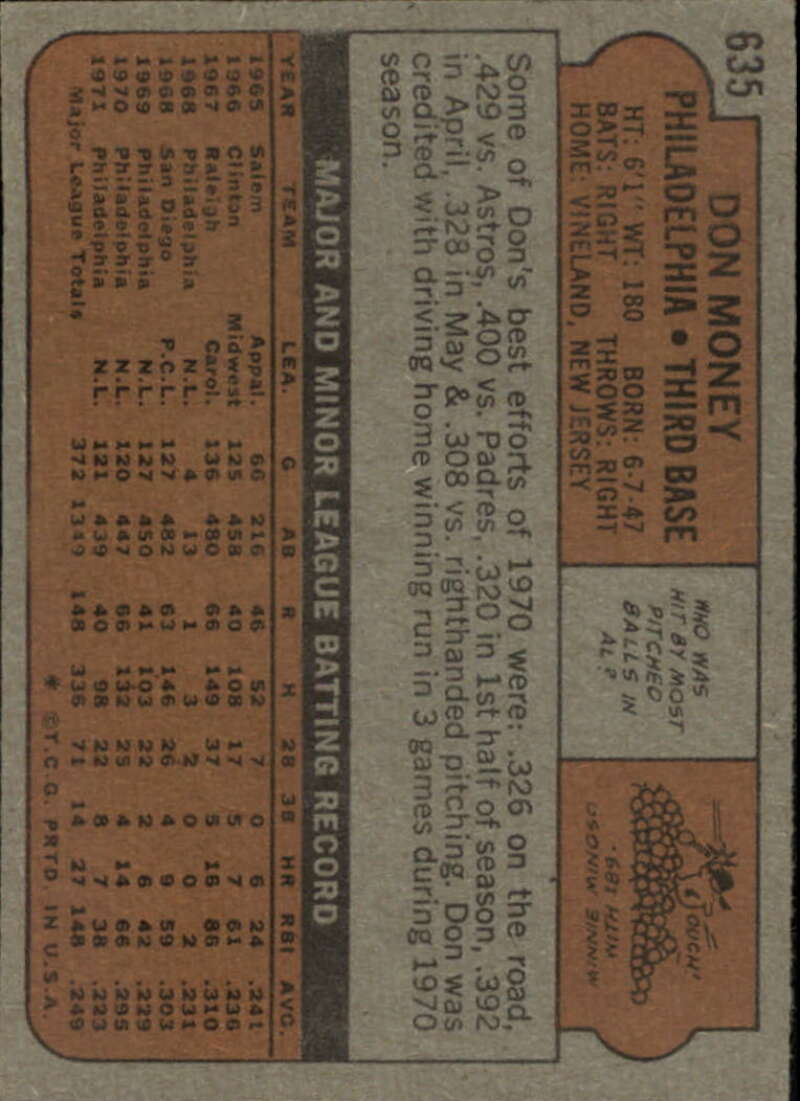 635
DON MONEY
PHILADELPHIA • THIRD BASE
HT: 6'1" WT: 180 BORN: 6-7-47
BATS: RIGHT THROWS: RIGHT
HOME: VINELAND, NEW JERSEY
WHO WAS
HIT BY MOST
PITCHED
BALLS IN
AL?
OUCH!
MINNIE MINOSO
WITH 189.
Some of Don's best efforts of 1970 were: .326 on the road,
.429 vs. Astros, .400 vs. Padres, .320 in 1st half of season, .392
in April, .328 in May & .308 vs. righthanded pitching. Don was
credited with driving home winning run in 3 games during 1970
season.
MAJOR AND MINOR LEAGUE BATTING RECORD
YEAR TEAM LEA. G AB R H 2B 3B HR RBI AVG.
1965 Salem Appal. 66 216 46 52 7 0 6 24 .241
1966 Clinton Midwest 125 458 40 108 17 5 7 61 .236
1967 Raleigh Carol. 136 480 66 149 37 5 16 86 .310
1968 Philadelphia N.L. 4 13 1 3 2 0 0 2 .231
1968 San Diego P.C.L. 127 482 63 146 26 4 9 59 .303
1969 Philadelphia N.L. 127 450 41 103 22 2 6 42 .229
1970 Philadelphia N.L. 120 447 66 132 25 4 14 66 .295
1971 Philadelphia N.L. 121 439 40 98 22 8 7 38 .223
Major League Totals 372 1349 148 336 71 14 27 148 .249
* ©T.C.G. PRTD. IN U.S.A.